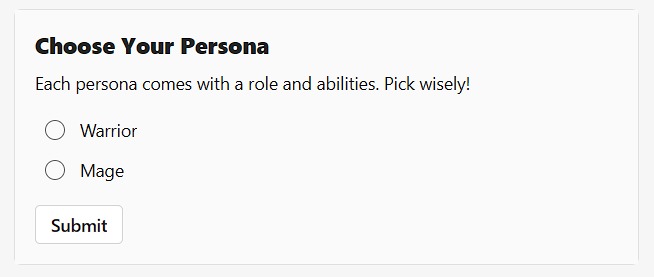 Choose Your Persona
Each persona comes with a role and abilities. Pick wisely!
Warrior
Mage
Submit